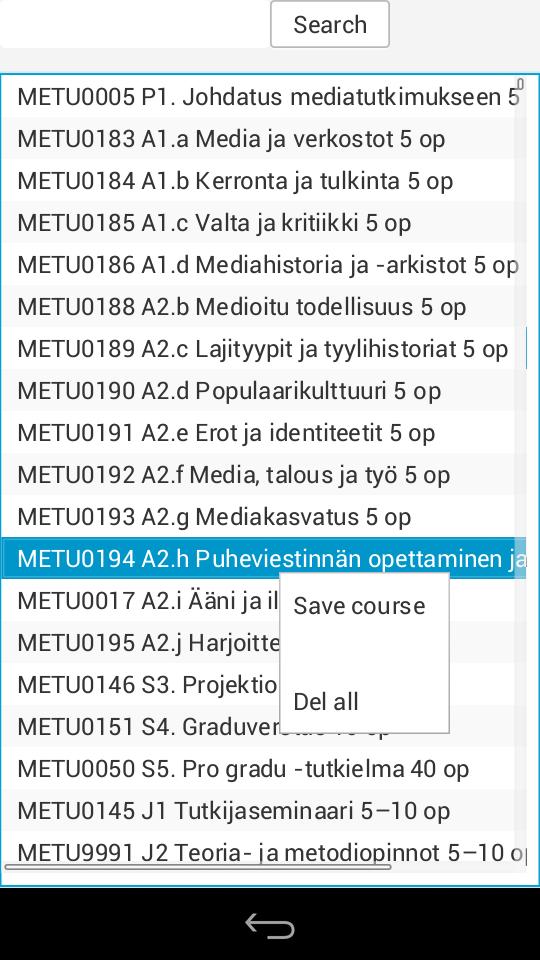 Search
METU0005 P1. Johdatus mediatutkimukseen 5
METU0183 A1.a Media ja verkostot 5 op
METU0184 A1.b Kerronta ja tulkinta 5 op
METU0185 A1.c Valta ja kritiikki 5 op
METU0186 A1.d Mediahistoria ja -arkistot 5 op
METU0188 A2.b Medioitu todellisuus 5 op
METU0189 A2.c Lajityypit ja tyylihistoriat 5 op
METU0190 A2.d Populaarikulttuuri 5 op
METU0191 A2.e Erot ja identiteetit 5 op
METU0192 A2.f Media, talous ja työ 5 op
METU0193 A2.g Mediakasvatus 5 op
METU0194 A2.h Puheviestinnän opettaminen ja
METU0017 A2.i Ääni ja il
Save course
METU0195 A2.j Harjoitte
METU0146 S3. Projektio
Del all
METU0151 S4. Graduver
METU0050 S5. Pro gradu -tutkielma 40 op
METU0145 J1 Tutkijaseminaari 5–10 op
METU9991 J2 Teoria- ja metodiopinnot 5–10 op